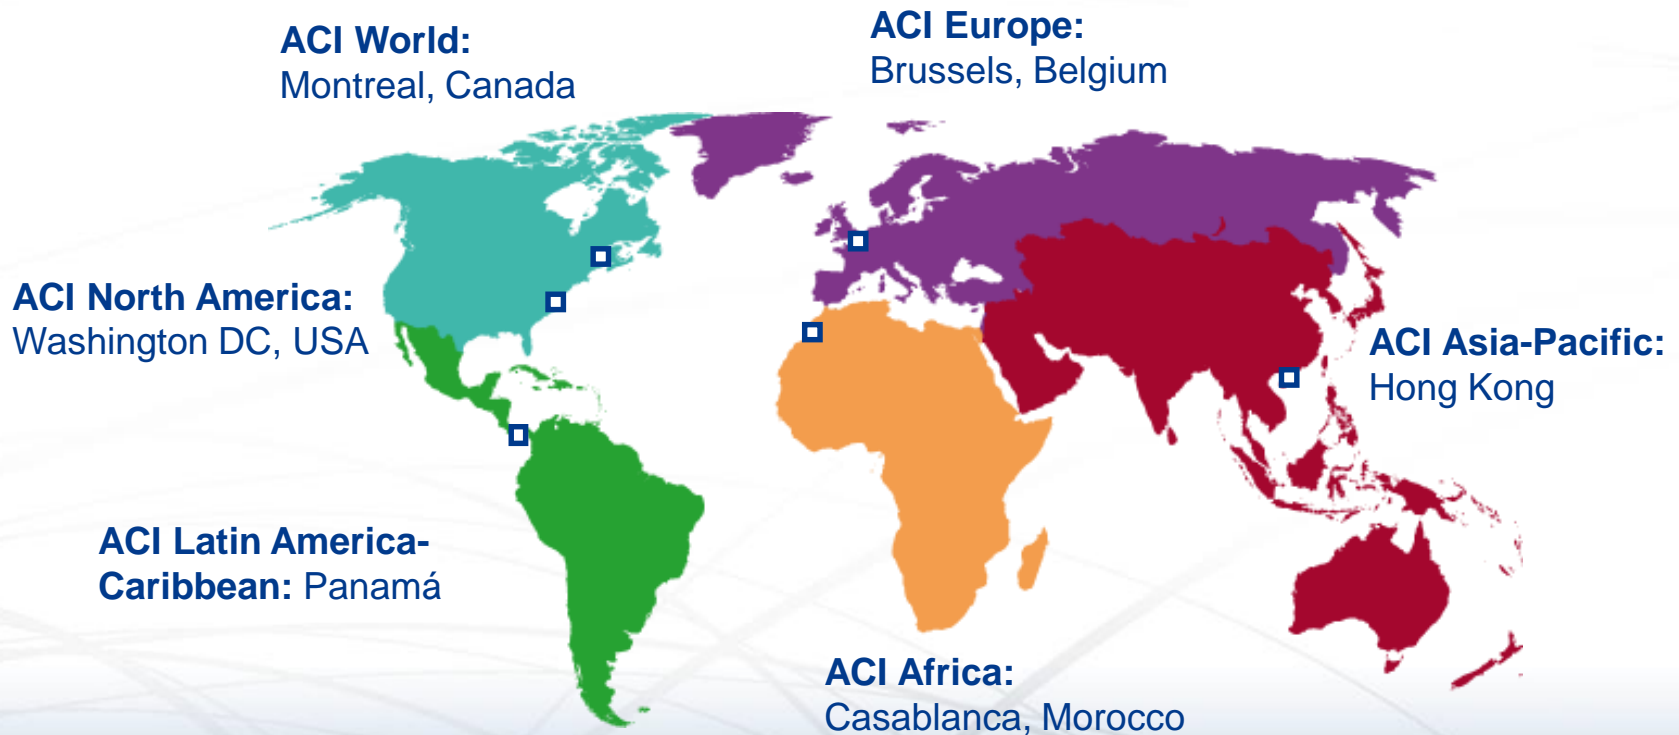 ACI World:
Montreal, Canada
ACI Europe:
Brussels, Belgium
ACI North America:
Washington DC, USA
ACI Asia-Pacific:
Hong Kong
ACI Latin America-
Caribbean: Panamá
ACI Africa:
Casablanca, Morocco